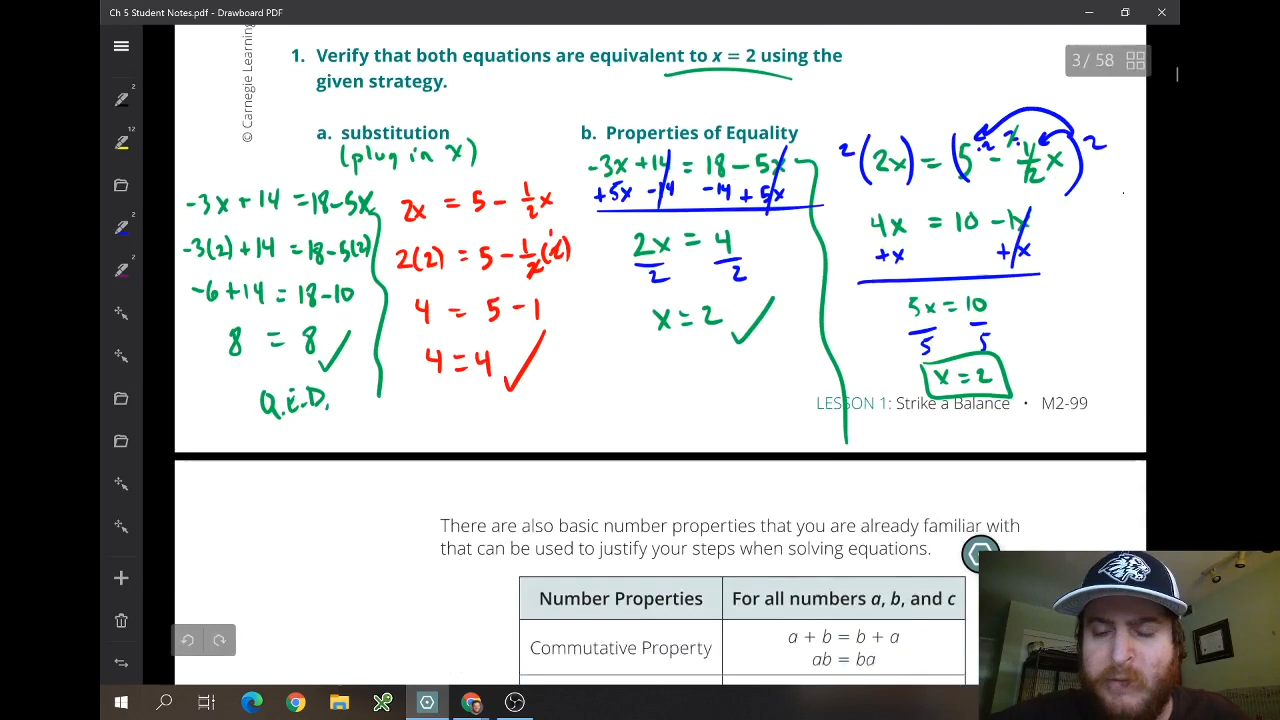 Ch 5 Student Notes.pdf - Drawboard PDF
3 / 58
© Carnegie Learning
1. Verify that both equations are equivalent to x = 2 using the
given strategy.
a. substitution
(plug in x)
-3x + 14 = 18 - 5x
-3(2) + 14 = 18 - 5(2)
-6 + 14 = 18 - 10
8 = 8
Q.E.D.
2x = 5 - 1/2 x
2(2) = 5 - 1/2 (2)
4 = 5 - 1
4 = 4
b. Properties of Equality
-3x + 14 = 18 - 5x
+5x -14 -14 + 5x
2x = 4
2 2
x = 2
2(2x) = (5 - 1/2 x)2
4x = 10 - 1x
+x +x
5x = 10
5 5
x = 2
LESSON 1: Strike a Balance • M2-99
There are also basic number properties that you are already familiar with
that can be used to justify your steps when solving equations.
Number Properties For all numbers a, b, and c
Commutative Property
a + b = b + a
ab = ba